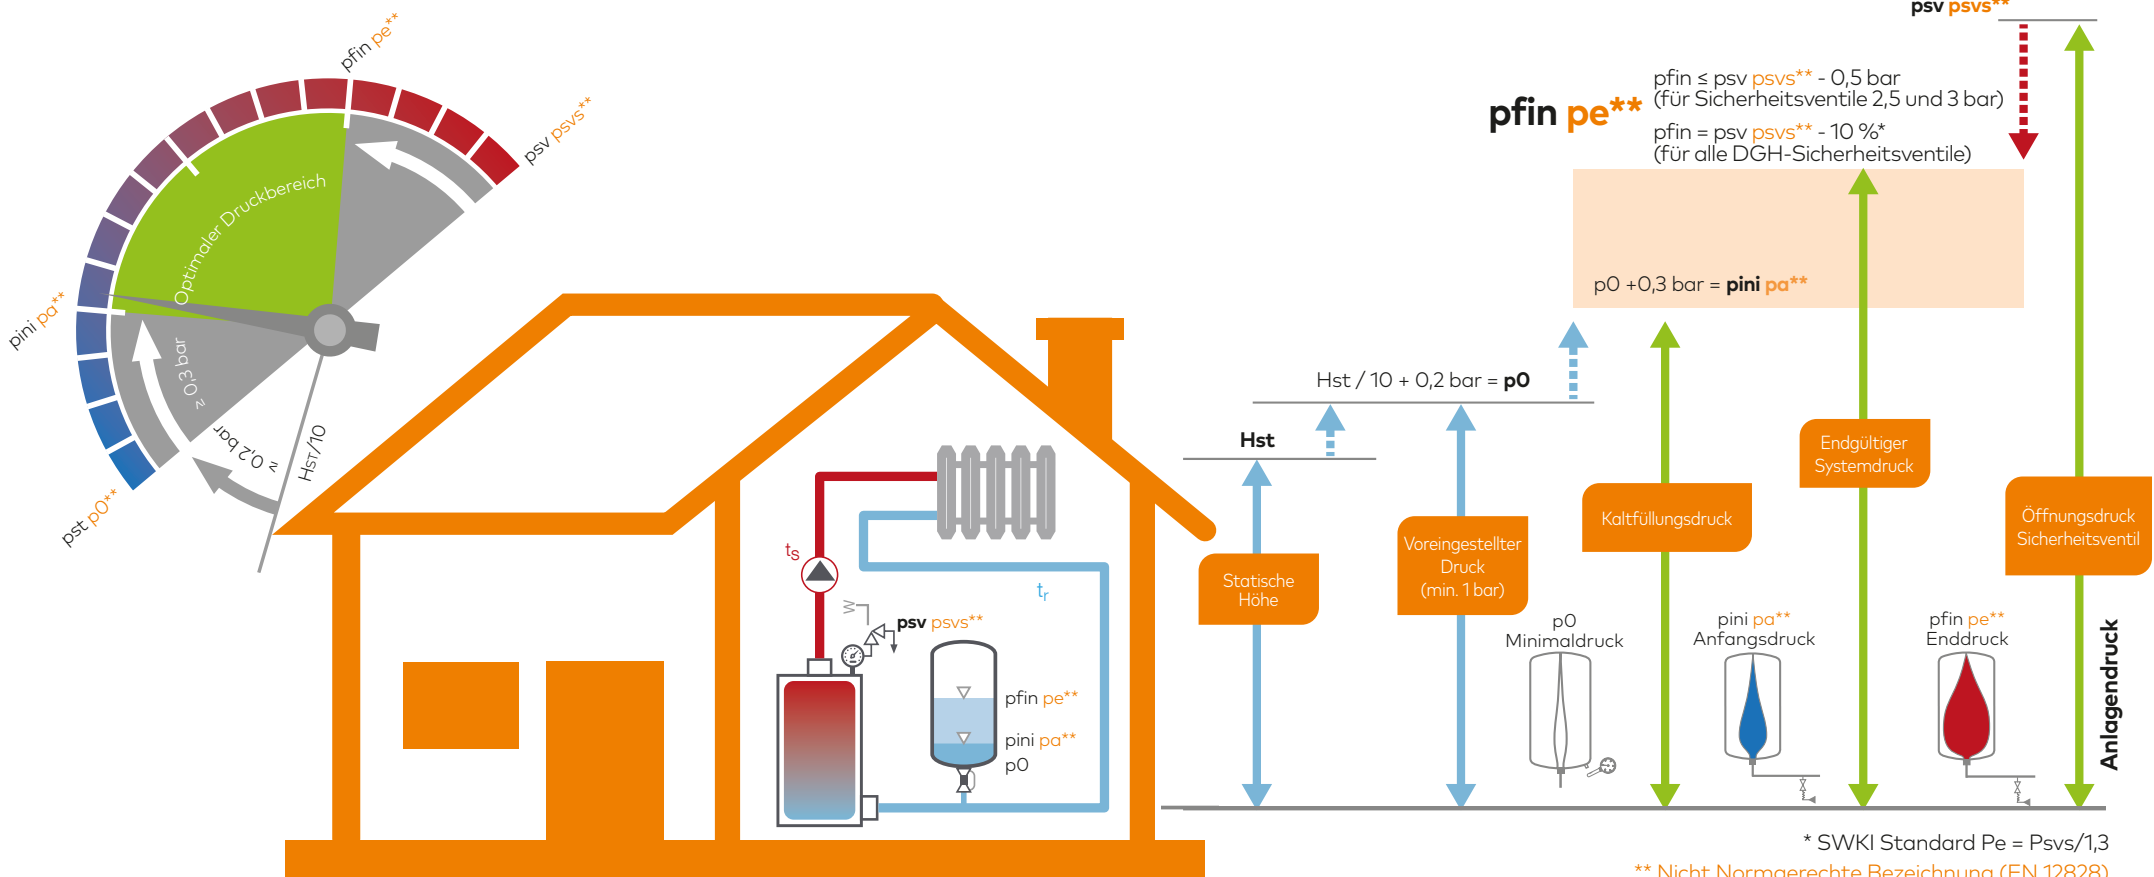 pfin pe**
psv psvs**
Optimaler Druckbereich
pini pa**
≥ 0,3 bar
≥ 0,2 bar
HST/10
pst p0**
ts
tr
psv psvs**
pfin pe**
pini pa**
p0
psv psvs**
pfin pe**
pfin ≤ psv psvs** - 0,5 bar
(für Sicherheitsventile 2,5 und 3 bar)
pfin = psv psvs** - 10 %*
(für alle DGH-Sicherheitsventile)
p0 +0,3 bar = pini pa**
Hst / 10 + 0,2 bar = p0
Hst
Statische
Höhe
Voreingestellter
Druck
(min. 1 bar)
Kaltfüllungsdruck
Endgültiger
Systemdruck
Öffnungsdruck
Sicherheitsventil
p0
Minimaldruck
pini pa**
Anfangsdruck
pfin pe**
Enddruck
Anlagendruck
* SWKI Standard Pe = Psvs/1,3
** Nicht Normgerechte Bezeichnung (EN 12828)